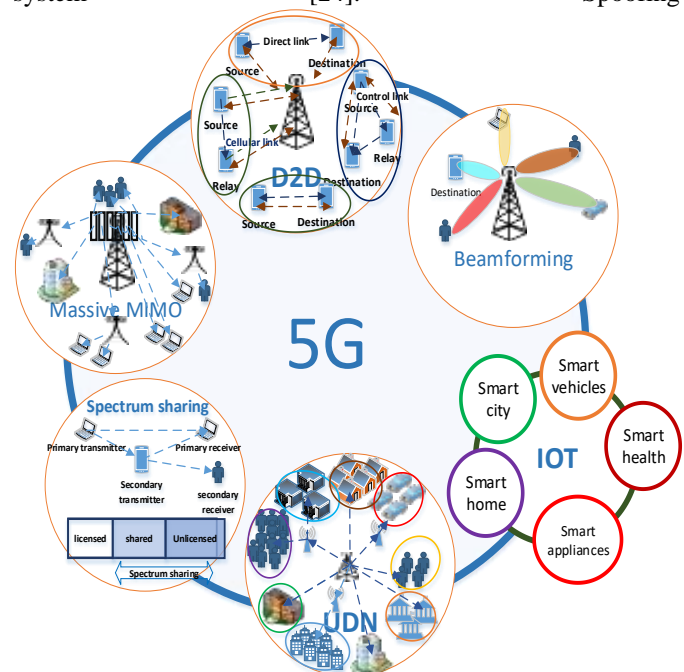 system [24]. Spoofing
Direct link
Source
Destination
Control link
Source
Source
Cellular link
Relay
Relay
D2D
Destination
Source
Destination
Destination
Beamforming
Massive MIMO
5G
Spectrum sharing
Primary transmitter
Primary receiver
Secondary
transmitter
secondary
receiver
licensed
shared
Unlicensed
Spectrum sharing
UDN
Smart
vehicles
Smart
city
Smart
health
IOT
Smart
home
Smart
appliances